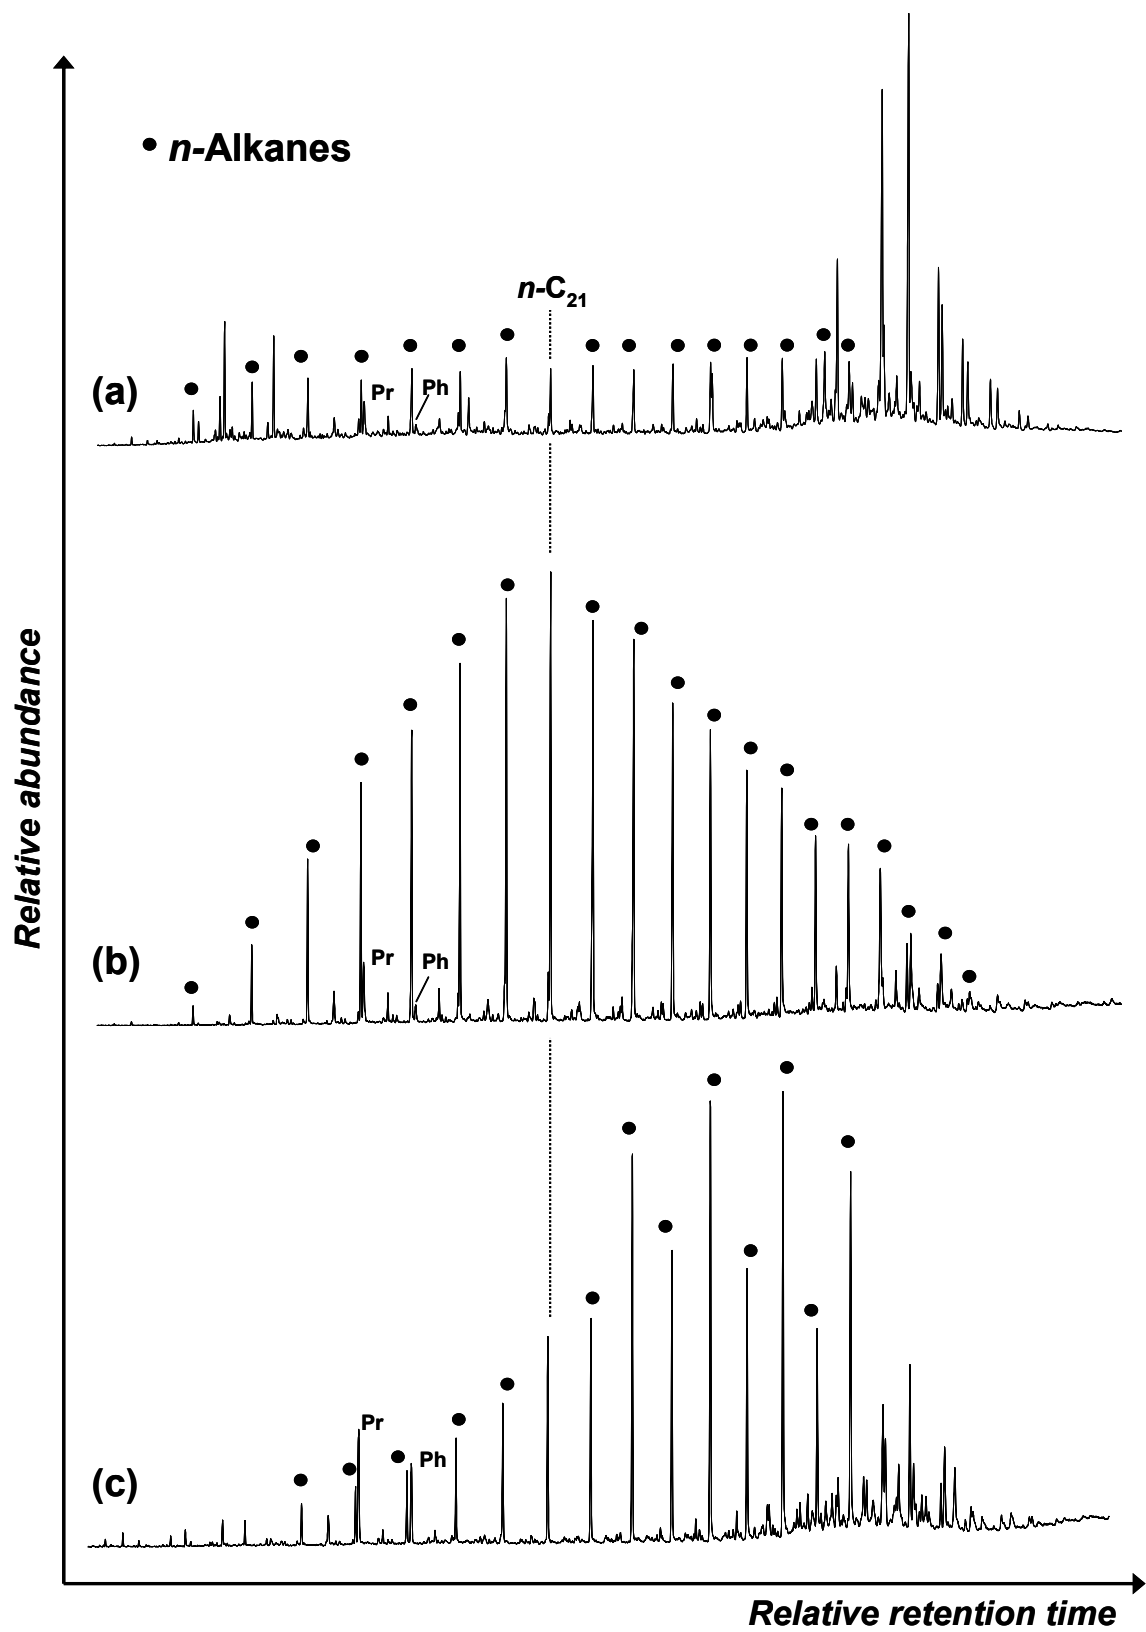 ● n-Alkanes
n-C₂₁
(a)
Pr
Ph
Relative abundance
(b)
Pr
Ph
(c)
Pr
Ph
Relative retention time